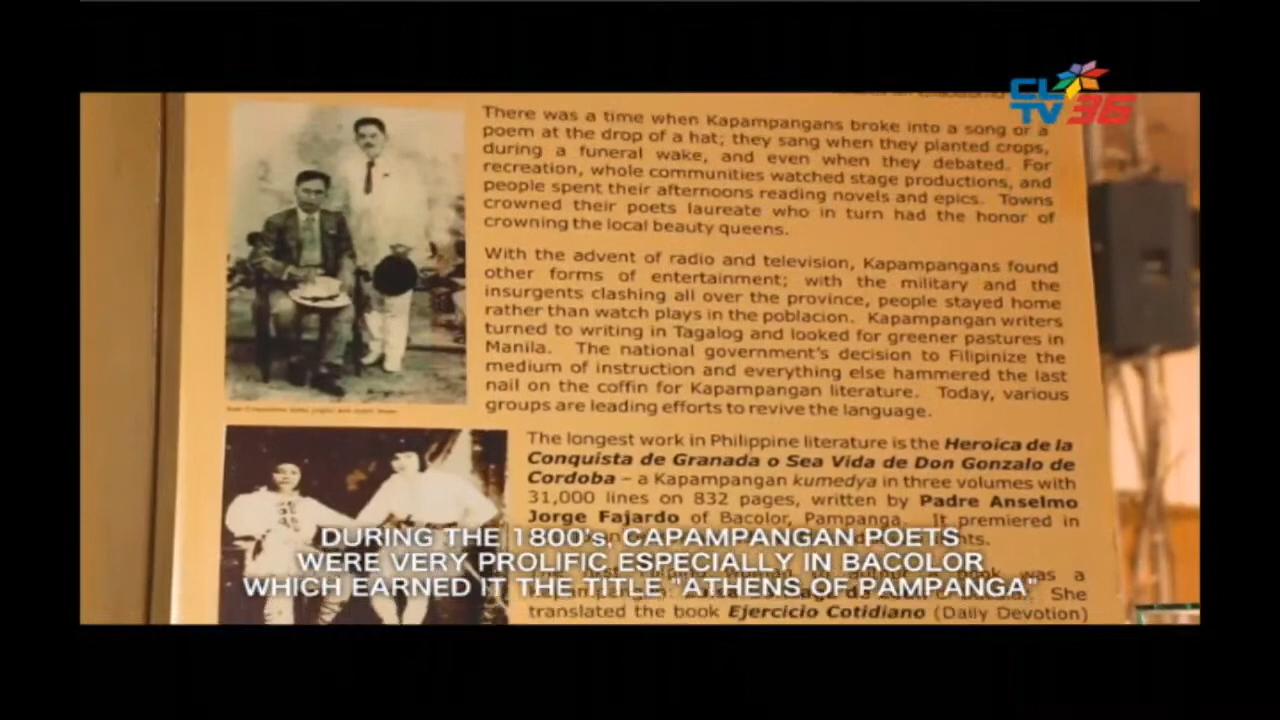 CL
TV36
There was a time when Kapampangans broke into a song or a
poem at the drop of a hat; they sang when they planted crops,
during a funeral wake, and even when they debated. For
recreation, whole communities watched stage productions, and
people spent their afternoons reading novels and epics. Towns
crowned their poets laureate who in turn had the honor of
crowning the local beauty queens.
With the advent of radio and television, Kapampangans found
other forms of entertainment; with the military and the
insurgents clashing all over the province, people stayed home
rather than watch plays in the poblacion. Kapampangan writers
turned to writing in Tagalog and looked for greener pastures in
Manila. The national government's decision to Filipinize the
medium of instruction and everything else hammered the last
nail on the coffin for Kapampangan literature. Today, various
groups are leading efforts to revive the language.
The longest work in Philippine literature is the Heroica de la
Conquista de Granada o Sea Vida de Don Gonzalo de
Cordoba – a Kapampangan kumedya in three volumes with
31,000 lines on 832 pages, written by Padre Anselmo
Jorge Fajardo of Bacolor, Pampanga. It premiered in
was a
She
translated the book Ejercicio Cotidiano (Daily Devotion)
DURING THE 1800's, CAPAMPANGAN POETS
WERE VERY PROLIFIC ESPECIALLY IN BACOLOR
WHICH EARNED IT THE TITLE "ATHENS OF PAMPANGA"